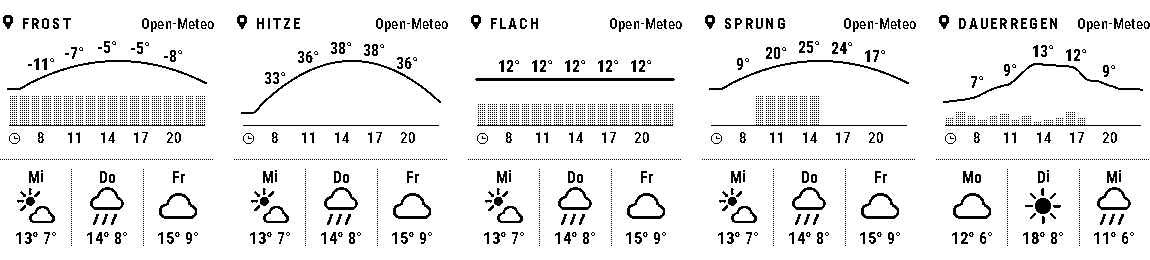 FROST Open-Meteo
-11° -7° -5° -5° -8°
8 11 14 17 20
Mi Do Fr
13° 7° 14° 8° 15° 9°
HITZE Open-Meteo
33° 36° 38° 38° 36°
8 11 14 17 20
Mi Do Fr
13° 7° 14° 8° 15° 9°
FLACH Open-Meteo
12° 12° 12° 12° 12°
8 11 14 17 20
Mi Do Fr
13° 7° 14° 8° 15° 9°
SPRUNG Open-Meteo
9° 20° 25° 24° 17°
8 11 14 17 20
Mi Do Fr
13° 7° 14° 8° 15° 9°
DAUERREGEN Open-Meteo
7° 9° 13° 12° 9°
8 11 14 17 20
Mo Di Mi
12° 6° 18° 8° 11° 6°